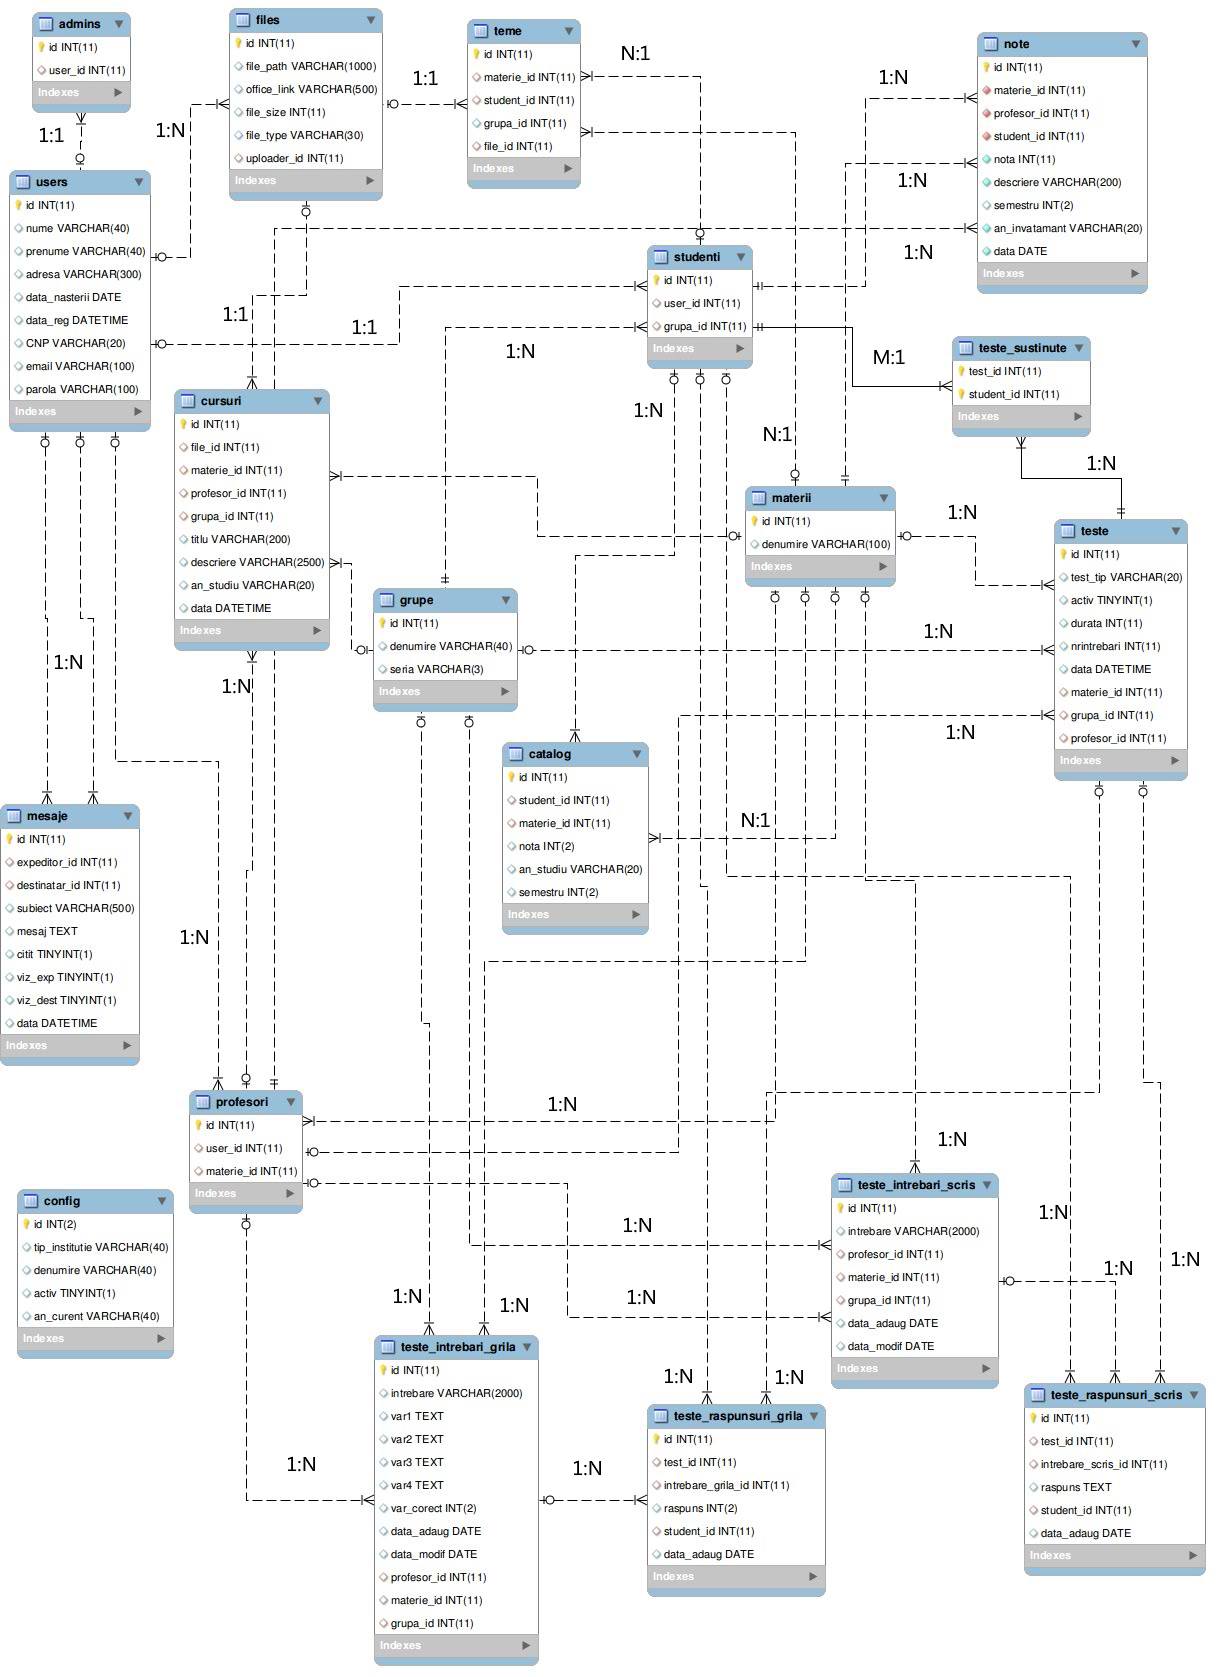 admins
id INT(11)
user_id INT(11)
Indexes
files
id INT(11)
file_path VARCHAR(1000)
office_link VARCHAR(500)
file_size INT(11)
file_type VARCHAR(30)
uploader_id INT(11)
Indexes
teme
id INT(11)
materie_id INT(11)
student_id INT(11)
grupa_id INT(11)
file_id INT(11)
Indexes
note
id INT(11)
materie_id INT(11)
profesor_id INT(11)
student_id INT(11)
nota INT(11)
descriere VARCHAR(200)
semestru INT(2)
an_invatamant VARCHAR(20)
data DATE
Indexes
N:1
1:1
1:N
1:1
1:N
1:N
1:N
users
id INT(11)
nume VARCHAR(40)
prenume VARCHAR(40)
adresa VARCHAR(300)
data_nasterii DATE
data_reg DATETIME
CNP VARCHAR(20)
email VARCHAR(100)
parola VARCHAR(100)
Indexes
studenti
id INT(11)
user_id INT(11)
grupa_id INT(11)
Indexes
1:1
1:1
1:N
M:1
teste_sustinute
test_id INT(11)
student_id INT(11)
Indexes
cursuri
id INT(11)
file_id INT(11)
materie_id INT(11)
profesor_id INT(11)
grupa_id INT(11)
titlu VARCHAR(200)
descriere VARCHAR(2500)
an_studiu VARCHAR(20)
data DATETIME
Indexes
1:N
N:1
1:N
materii
id INT(11)
denumire VARCHAR(100)
Indexes
1:N
teste
id INT(11)
test_tip VARCHAR(20)
activ TINYINT(1)
durata INT(11)
nrintrebari INT(11)
data DATETIME
materie_id INT(11)
grupa_id INT(11)
profesor_id INT(11)
Indexes
grupe
id INT(11)
denumire VARCHAR(40)
seria VARCHAR(3)
Indexes
1:N
1:N
1:N
1:N
catalog
id INT(11)
student_id INT(11)
materie_id INT(11)
nota INT(2)
an_studiu VARCHAR(20)
semestru INT(2)
Indexes
N:1
mesaje
id INT(11)
expeditor_id INT(11)
destinatar_id INT(11)
subiect VARCHAR(500)
mesaj TEXT
citit TINYINT(1)
viz_exp TINYINT(1)
viz_dest TINYINT(1)
data DATETIME
Indexes
1:N
profesori
id INT(11)
user_id INT(11)
materie_id INT(11)
Indexes
1:N
1:N
config
id INT(2)
tip_institutie VARCHAR(40)
denumire VARCHAR(40)
activ TINYINT(1)
an_curent VARCHAR(40)
Indexes
teste_intrebari_scris
id INT(11)
intrebare VARCHAR(2000)
profesor_id INT(11)
materie_id INT(11)
grupa_id INT(11)
data_adaug DATE
data_modif DATE
Indexes
1:N
1:N
1:N
1:N
1:N
1:N
1:N
teste_intrebari_grila
id INT(11)
intrebare VARCHAR(2000)
var1 TEXT
var2 TEXT
var3 TEXT
var4 TEXT
var_corect INT(2)
data_adaug DATE
data_modif DATE
profesor_id INT(11)
materie_id INT(11)
grupa_id INT(11)
Indexes
1:N
1:N
1:N
1:N
teste_raspunsuri_grila
id INT(11)
test_id INT(11)
intrebare_grila_id INT(11)
raspuns INT(2)
student_id INT(11)
data_adaug DATE
Indexes
teste_raspunsuri_scris
id INT(11)
test_id INT(11)
intrebare_scris_id INT(11)
raspuns TEXT
student_id INT(11)
data_adaug DATE
Indexes